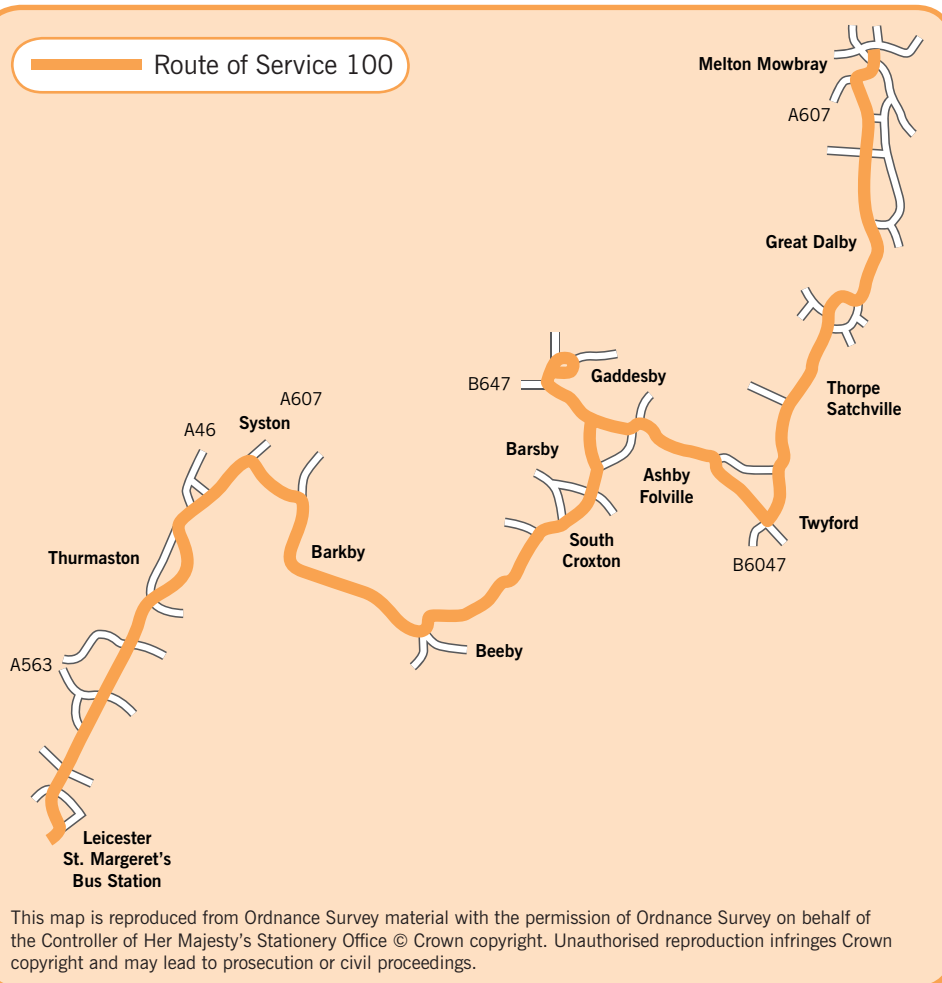 Route of Service 100
Melton Mowbray
A607
Great Dalby
Thorpe
Satchville
Gaddesby
B647
A607
Syston
A46
Barsby
Ashby
Folville
Twyford
B6047
South
Croxton
Thurmaston
Barkby
Beeby
A563
Leicester
St. Margeret's
Bus Station
This map is reproduced from Ordnance Survey material with the permission of Ordnance Survey on behalf of
the Controller of Her Majesty's Stationery Office © Crown copyright. Unauthorised reproduction infringes Crown
copyright and may lead to prosecution or civil proceedings.